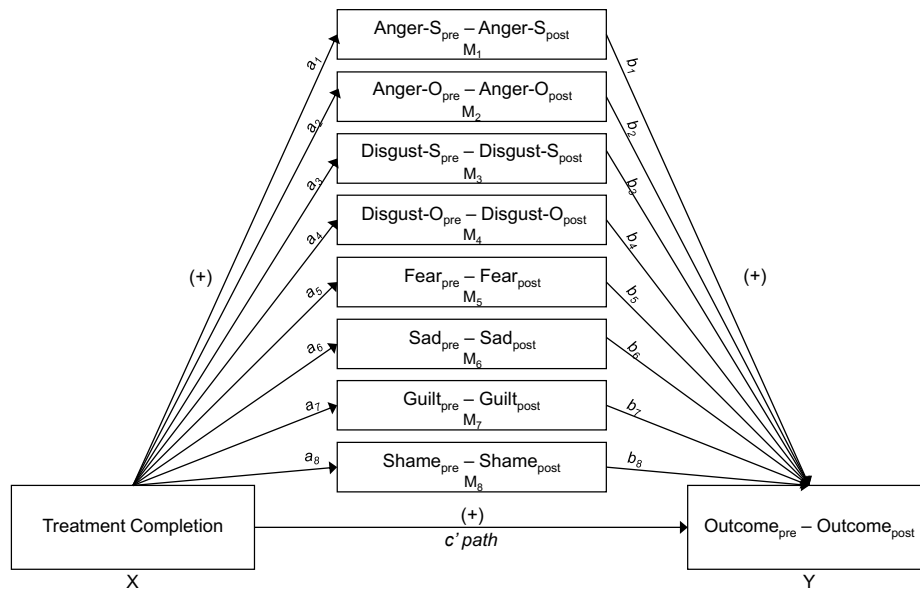 Anger-Spre – Anger-Spost
M1
a1
b1
Anger-Opre – Anger-Opost
M2
a2
b2
Disgust-Spre – Disgust-Spost
M3
a3
b3
Disgust-Opre – Disgust-Opost
M4
a4
b4
(+)
(+)
Fearpre – Fearpost
M5
a5
b5
Sadpre – Sadpost
M6
a6
b6
Guiltpre – Guiltpost
M7
a7
b7
Shamepre – Shamepost
M8
a8
b8
Treatment Completion
(+)
c' path
Outcomepre – Outcomepost
X
Y